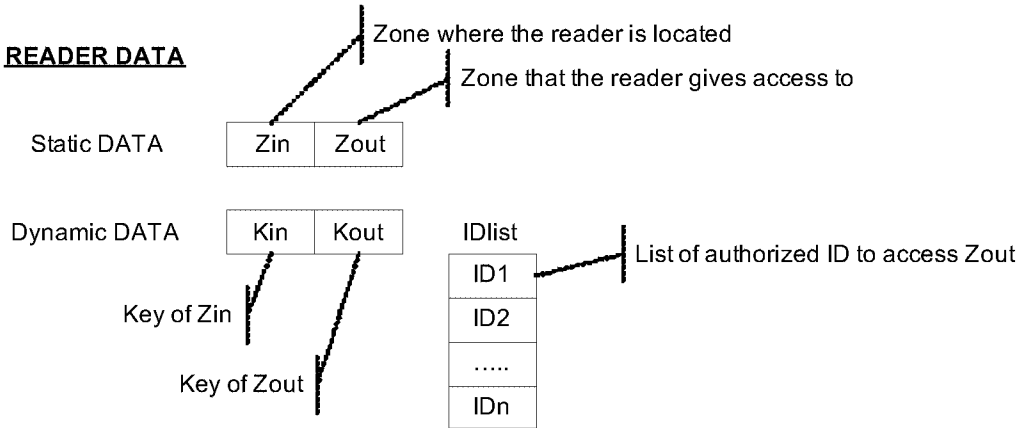 Zone where the reader is located
READER DATA
Zone that the reader gives access to
Static DATA
Zin
Zout
Dynamic DATA
Kin
Kout
IDlist
List of authorized ID to access Zout
ID1
Key of Zin
ID2
.....
Key of Zout
IDn